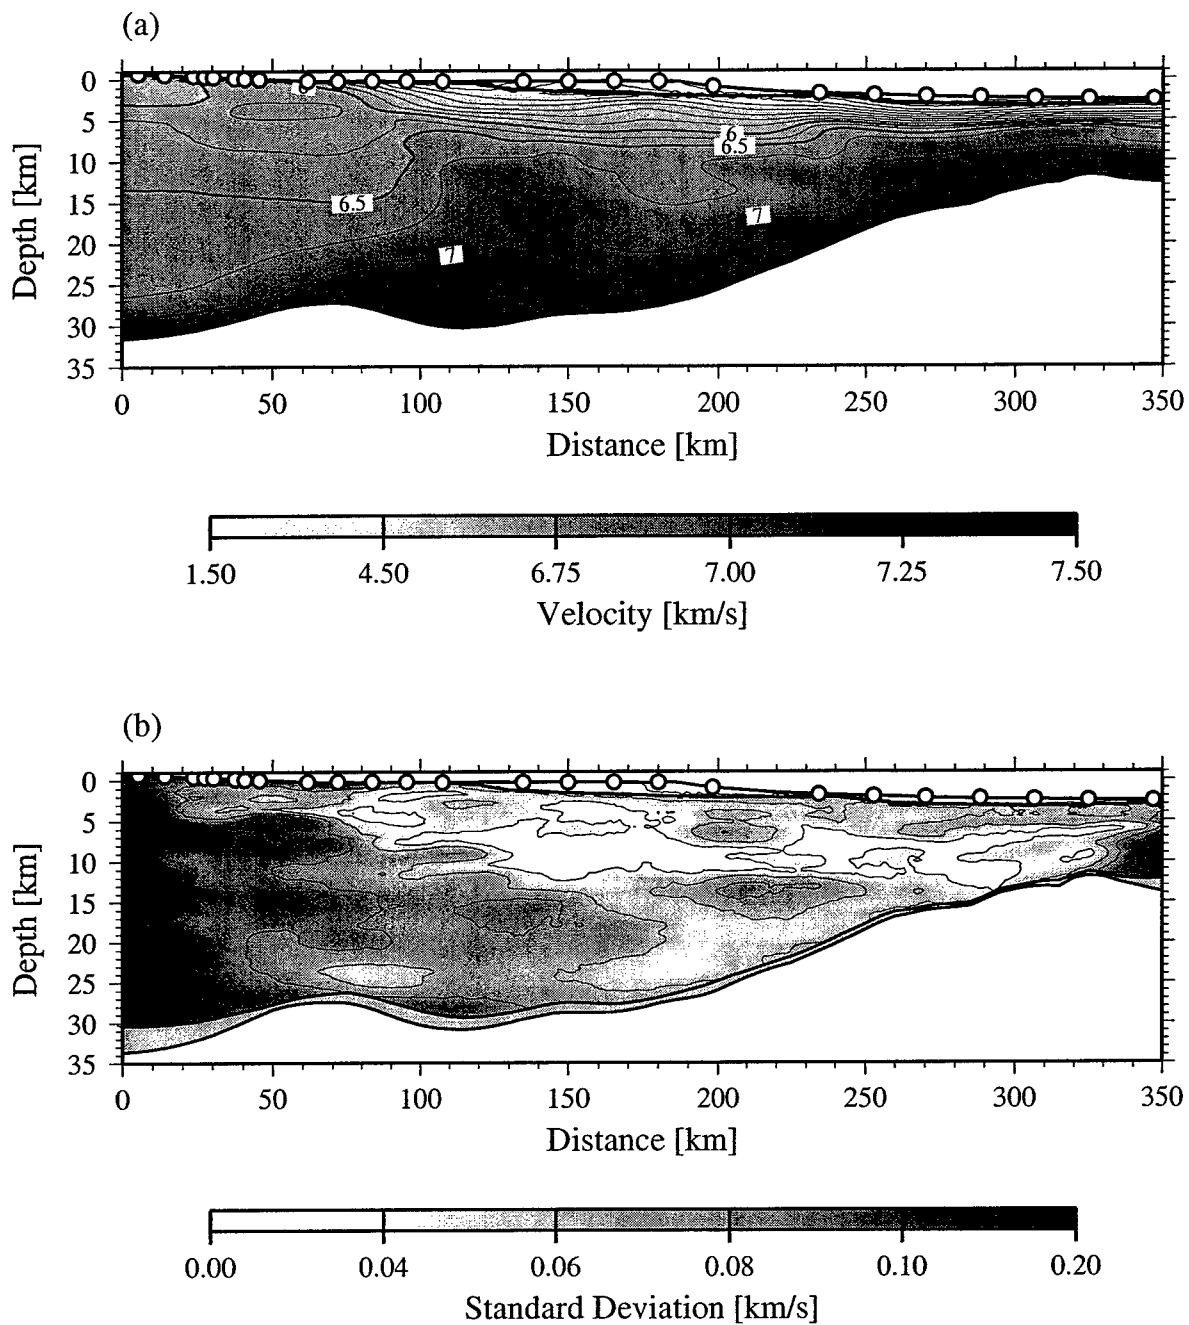 (a)
0
5
10
15
20
25
30
35
Depth [km]
6
6
6.5
6.5
7
7
0 50 100 150 200 250 300 350
Distance [km]
1.50 4.50 6.75 7.00 7.25 7.50
Velocity [km/s]
(b)
0
5
10
15
20
25
30
35
Depth [km]
0 50 100 150 200 250 300 350
Distance [km]
0.00 0.04 0.06 0.08 0.10 0.20
Standard Deviation [km/s]